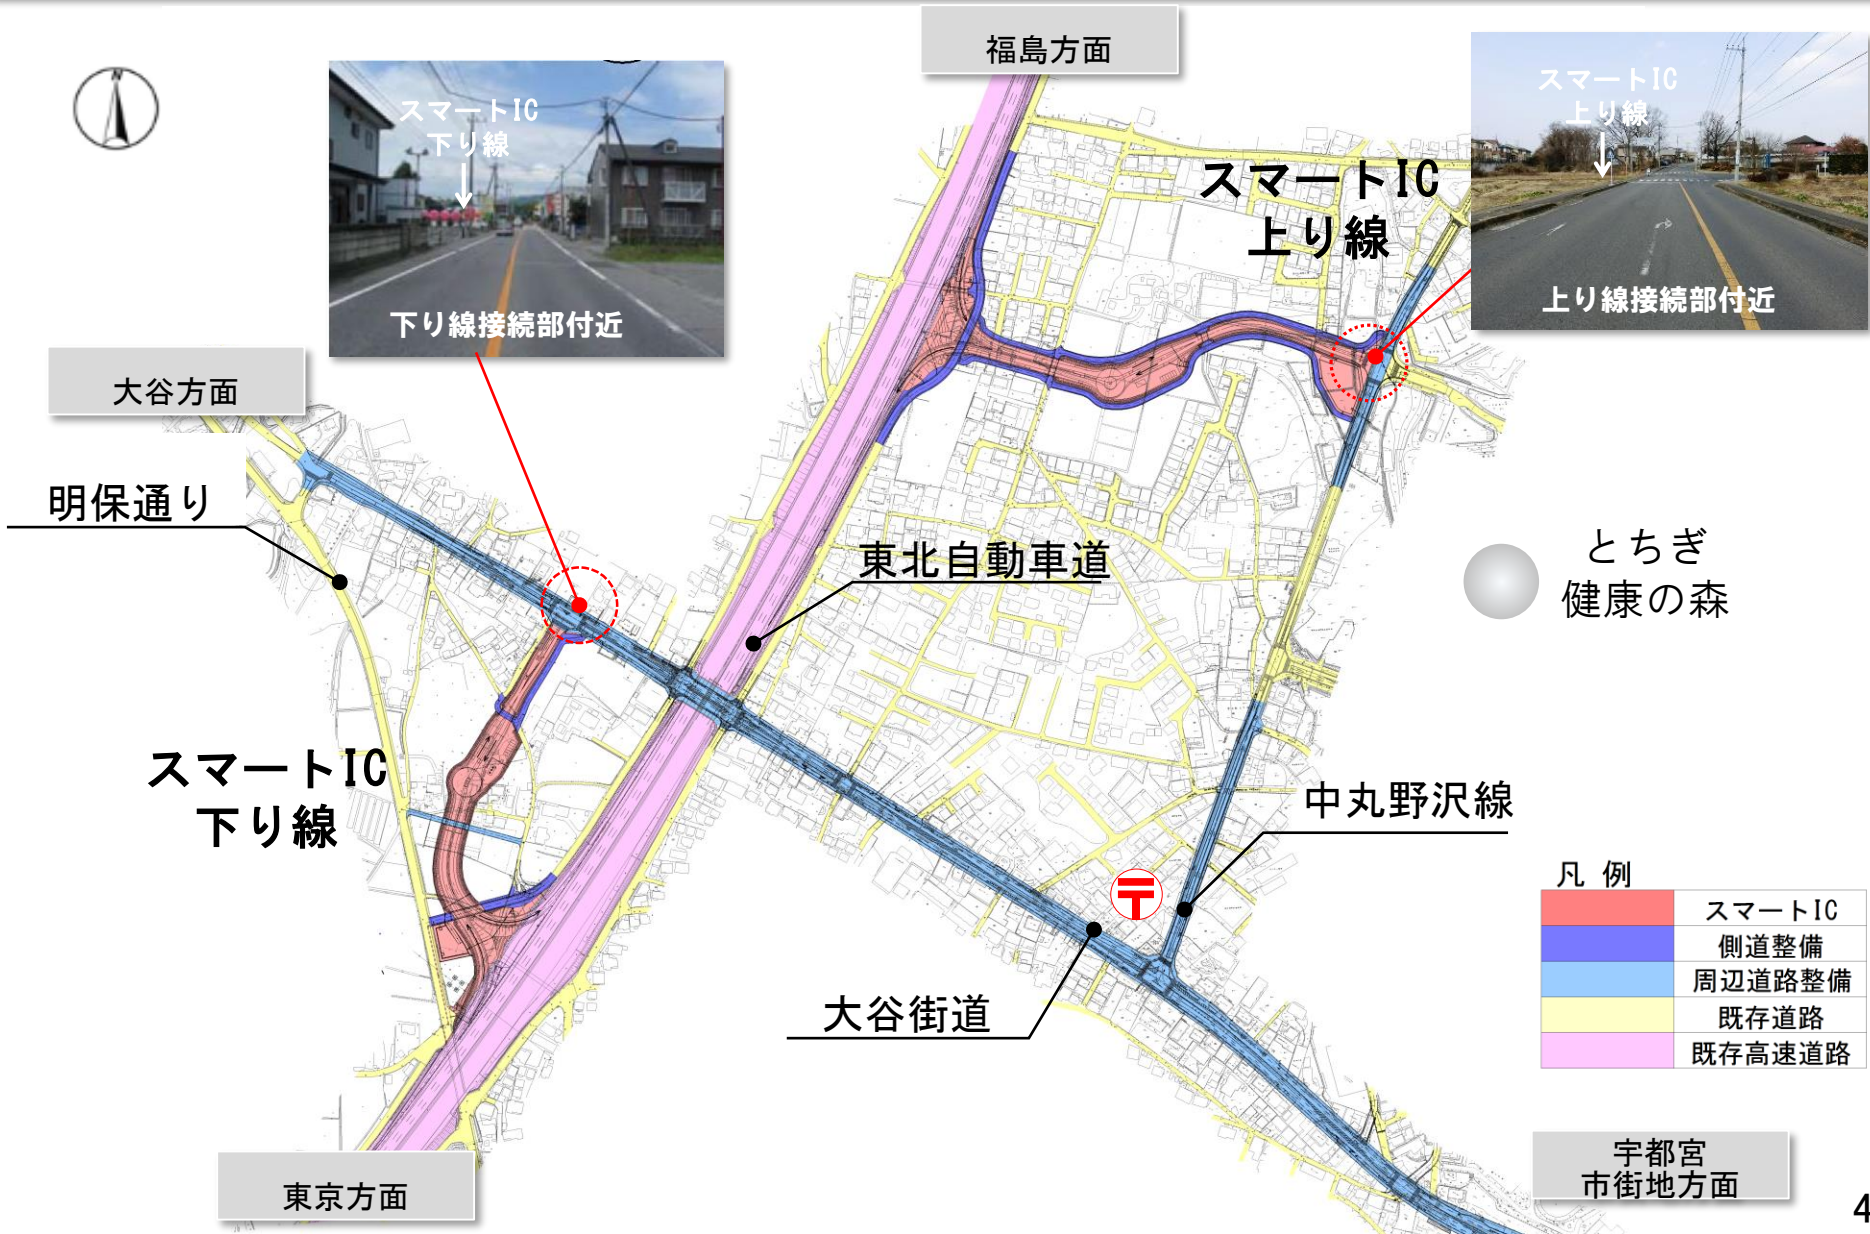 福島方面
N
スマートIC
下り線
下り線接続部付近
スマートIC
上り線
上り線接続部付近
スマートIC
上り線
大谷方面
明保通り
東北自動車道
とちぎ
健康の森
スマートIC
下り線
中丸野沢線
〒
大谷街道
凡 例
スマートIC
側道整備
周辺道路整備
既存道路
既存高速道路
東京方面
宇都宮
市街地方面
4